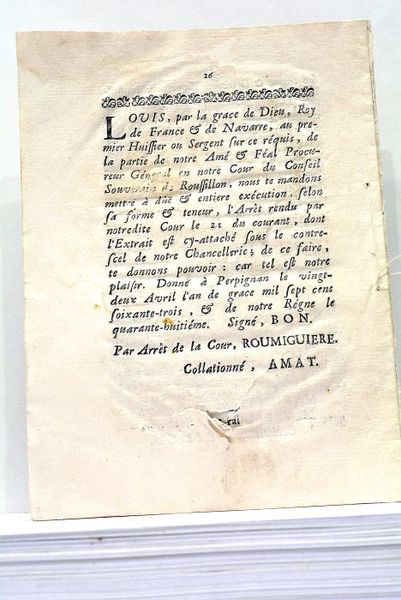 26
LOUIS, par la grace de Dieu, Roy
de France & de Navarre, au pre-
mier Huissier ou Sergent sur ce réquis, de
la partie de notre Amé & Féal Procu-
reur Général en notre Cour du Conseil
Souverain de Roussillon, nous te mandons
mettre à dûë & entiere exécution, selon
sa forme & teneur, l'Arrêt rendu par
notredite Cour le 21 du courant, dont
l'Extrait est cy-attaché sous le contre-
scel de notre Chancellerie; de ce faire,
te donnons pouvoir: car tel est notre
plaisir. Donné à Perpignan le vingt-
deux Avril l'an de grace mil sept cens
soixante-trois, & de notre Régne le
quarante-huitiéme. Signé, BON.
Par Arrêt de la Cour, ROUMIGUIERE.
Collationné, AMAT.